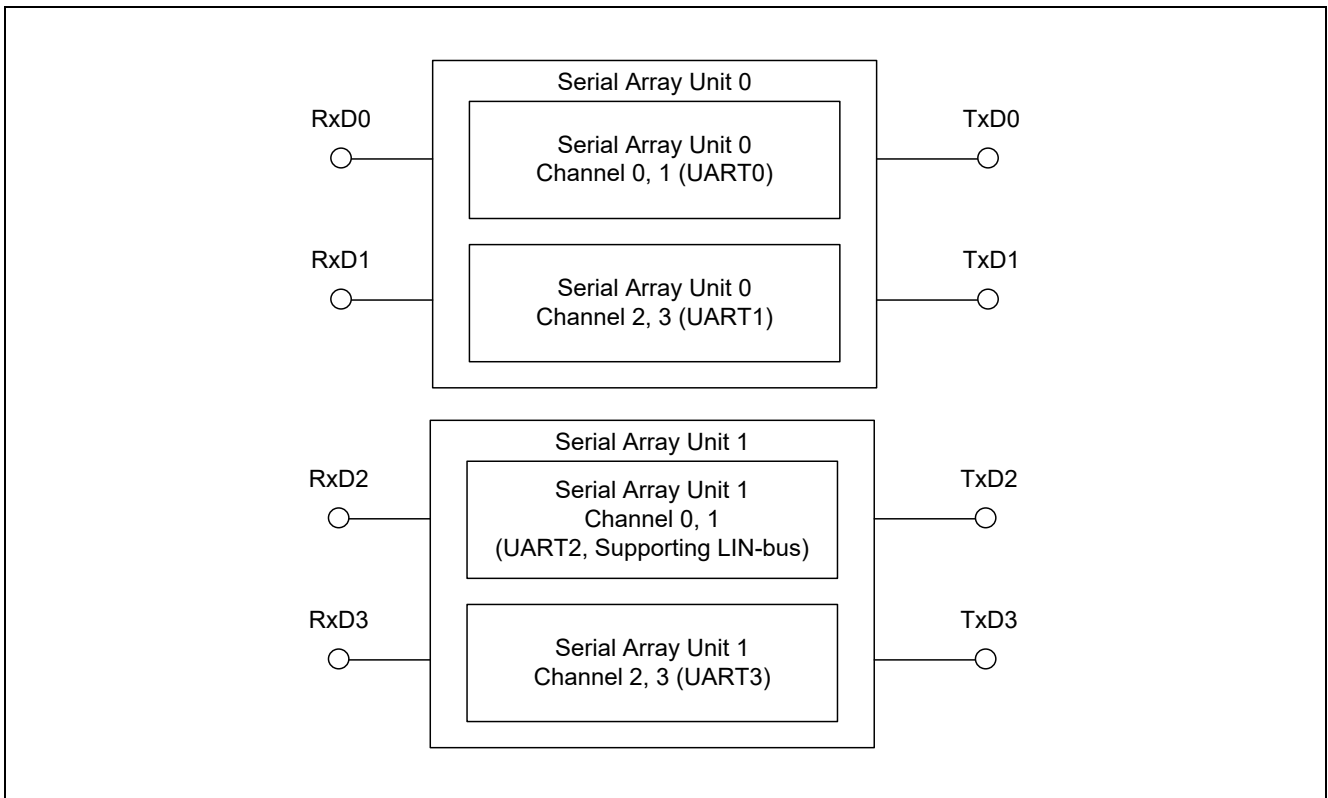 Serial Array Unit 0
RxD0
TxD0
Serial Array Unit 0
Channel 0, 1 (UART0)
RxD1
TxD1
Serial Array Unit 0
Channel 2, 3 (UART1)
Serial Array Unit 1
RxD2
TxD2
Serial Array Unit 1
Channel 0, 1
(UART2, Supporting LIN-bus)
RxD3
TxD3
Serial Array Unit 1
Channel 2, 3 (UART3)